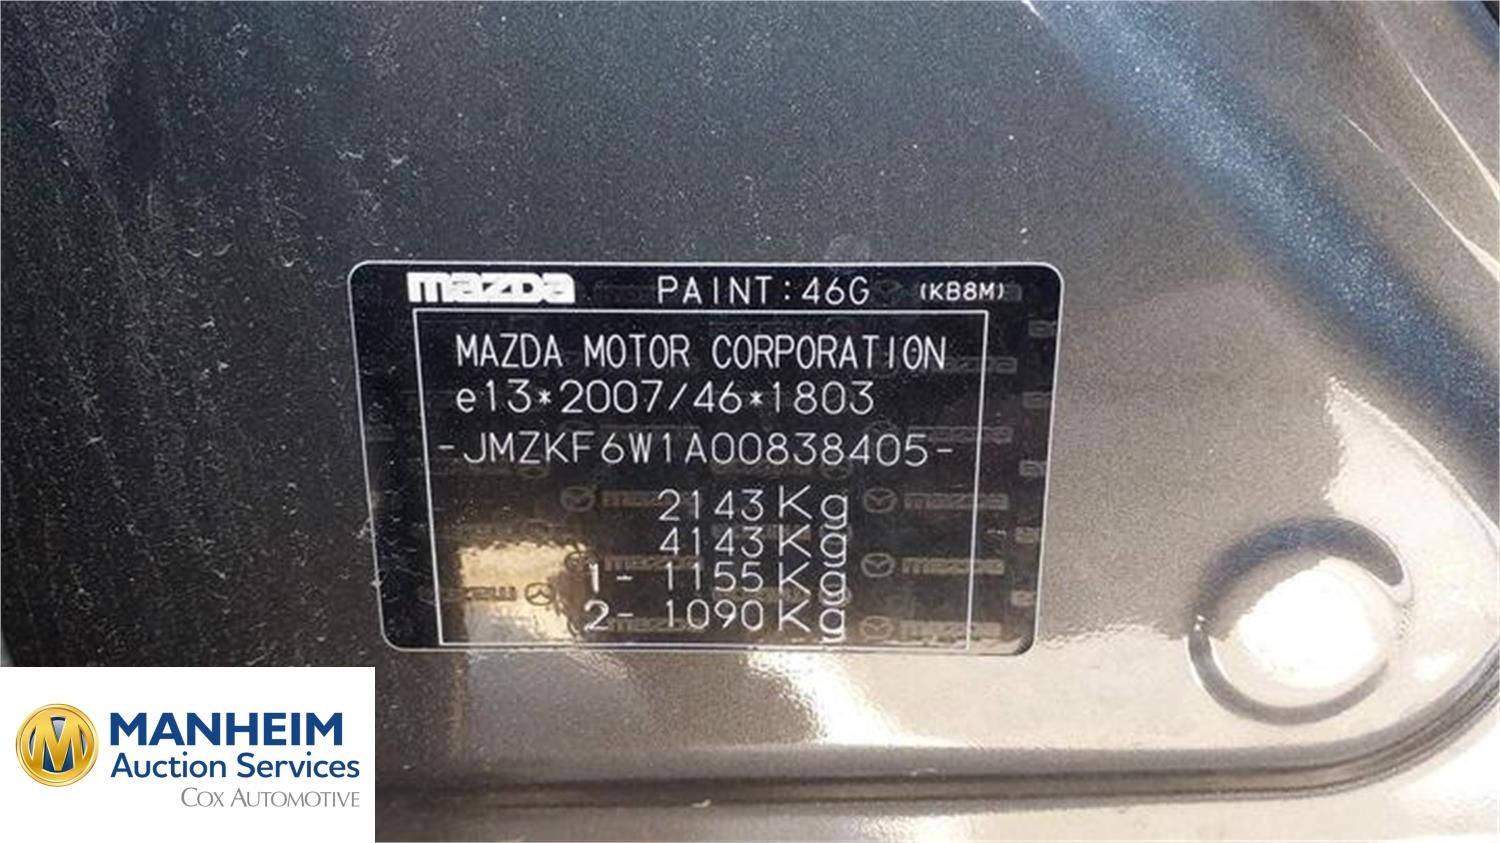 mazda PAINT:46G (KB8M)
MAZDA MOTOR CORPORATION
e13*2007/46*1803
-JMZKF6W1A00838405-
2143Kg
4143Kg
1- 1155Kg
2- 1090Kg
MANHEIM
Auction Services
COX AUTOMOTIVE